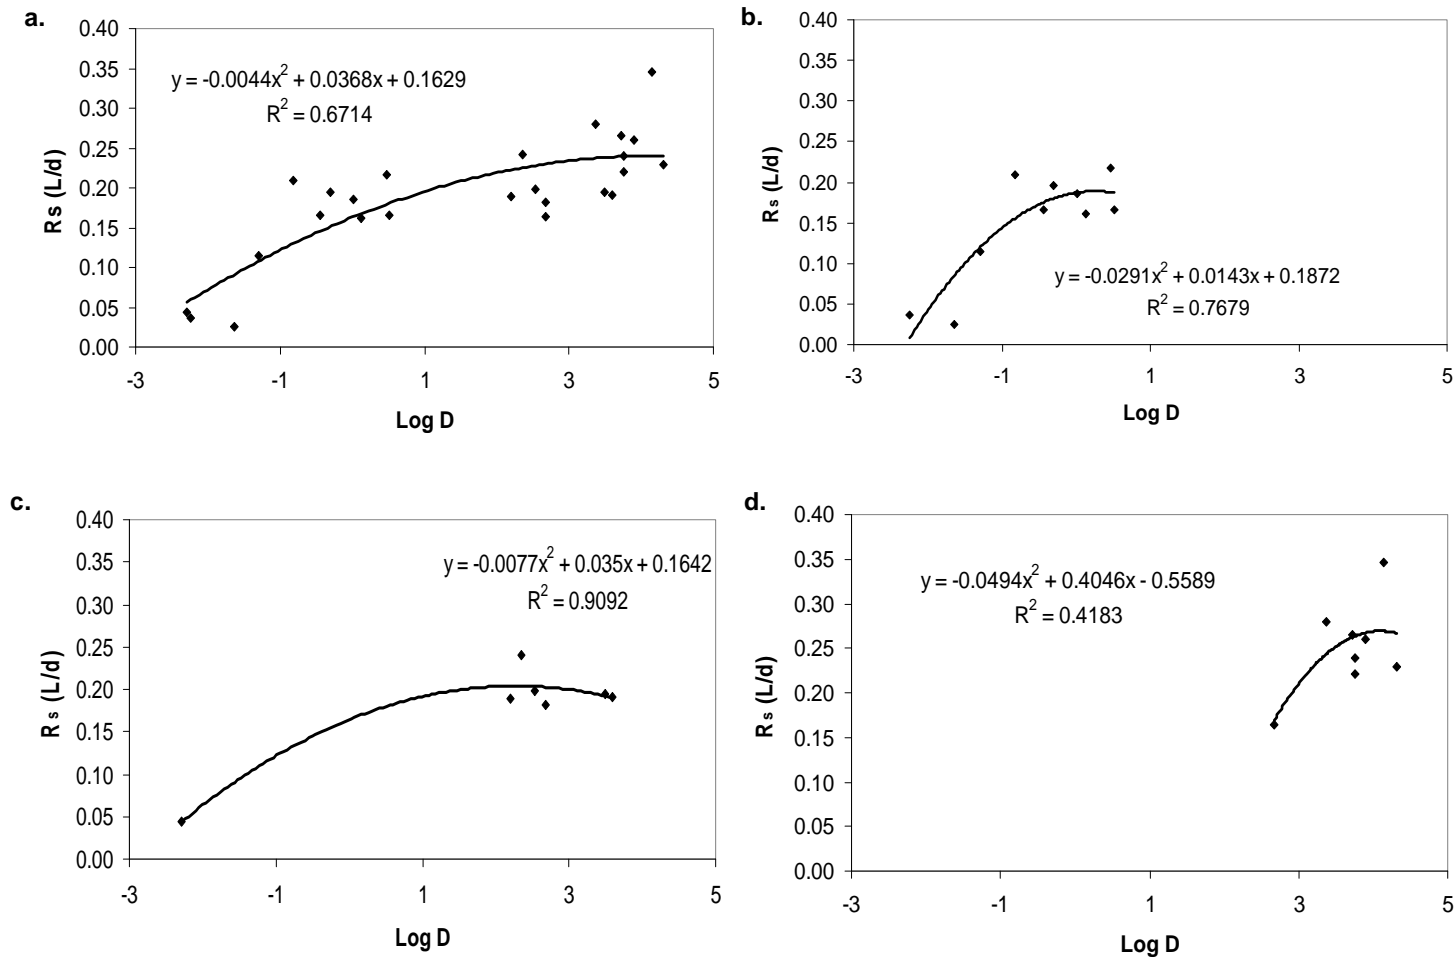 a.
0.40
0.35
0.30
0.25
0.20
0.15
0.10
0.05
0.00
Rs (L/d)
y = -0.0044x² + 0.0368x + 0.1629
R² = 0.6714
-3 -1 1 3 5
Log D
b.
0.40
0.35
0.30
0.25
0.20
0.15
0.10
0.05
0.00
Rs (L/d)
y = -0.0291x² + 0.0143x + 0.1872
R² = 0.7679
-3 -1 1 3 5
Log D
c.
0.40
0.35
0.30
0.25
0.20
0.15
0.10
0.05
0.00
Rs (L/d)
y = -0.0077x² + 0.035x + 0.1642
R² = 0.9092
-3 -1 1 3 5
Log D
d.
0.40
0.35
0.30
0.25
0.20
0.15
0.10
0.05
0.00
Rs (L/d)
y = -0.0494x² + 0.4046x - 0.5589
R² = 0.4183
-3 -1 1 3 5
Log D